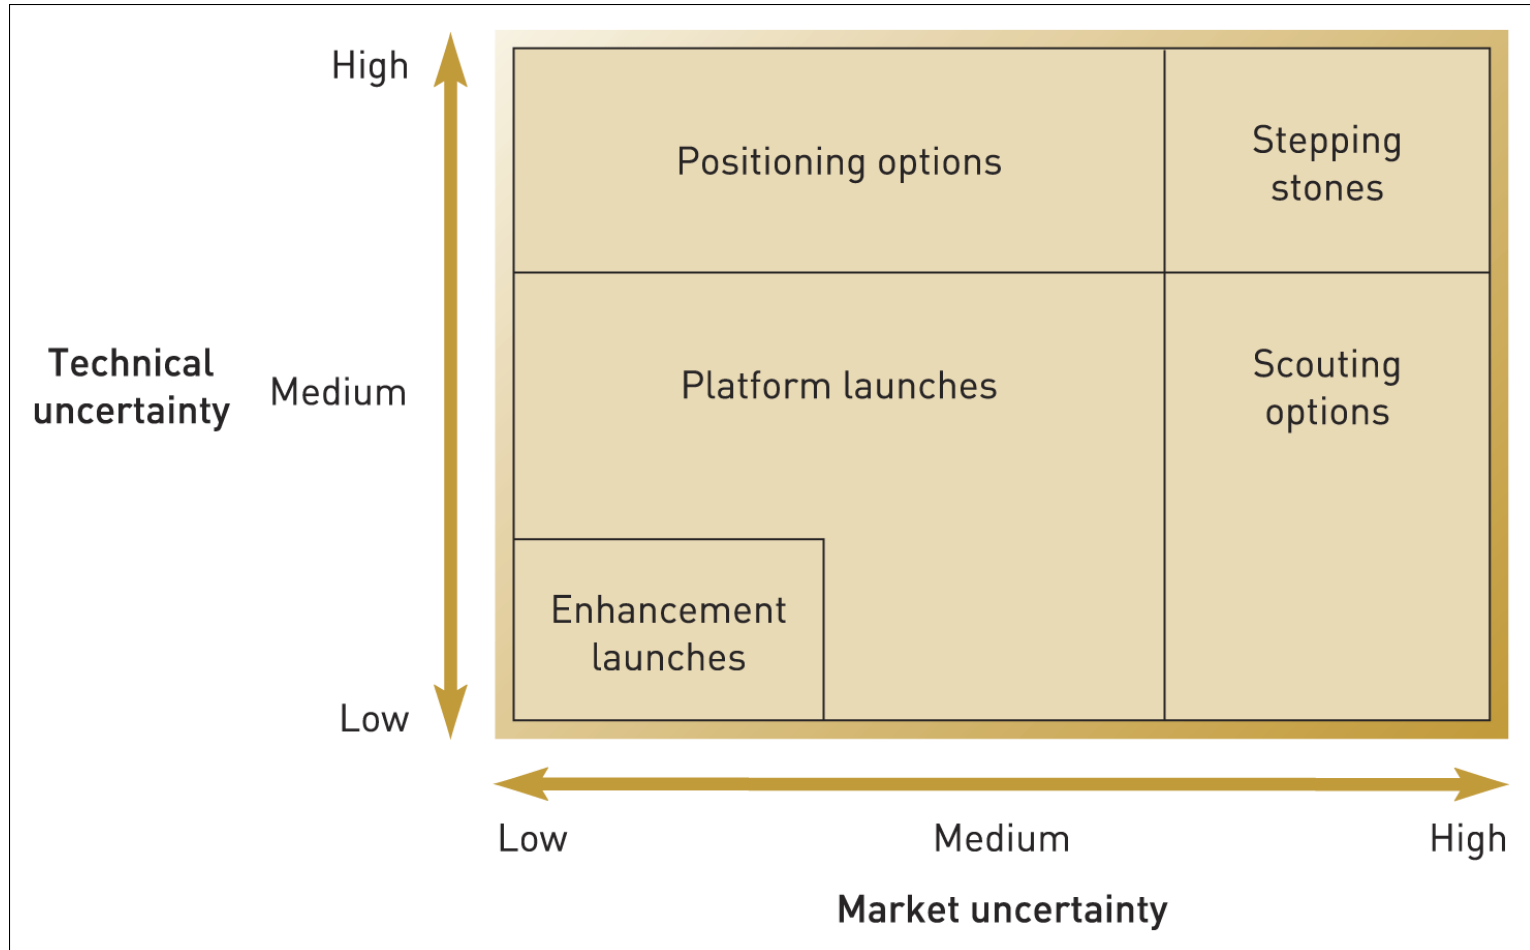 High
Positioning options
Stepping
stones
Technical
uncertainty
Medium
Platform launches
Scouting
options
Enhancement
launches
Low
Low
Medium
High
Market uncertainty